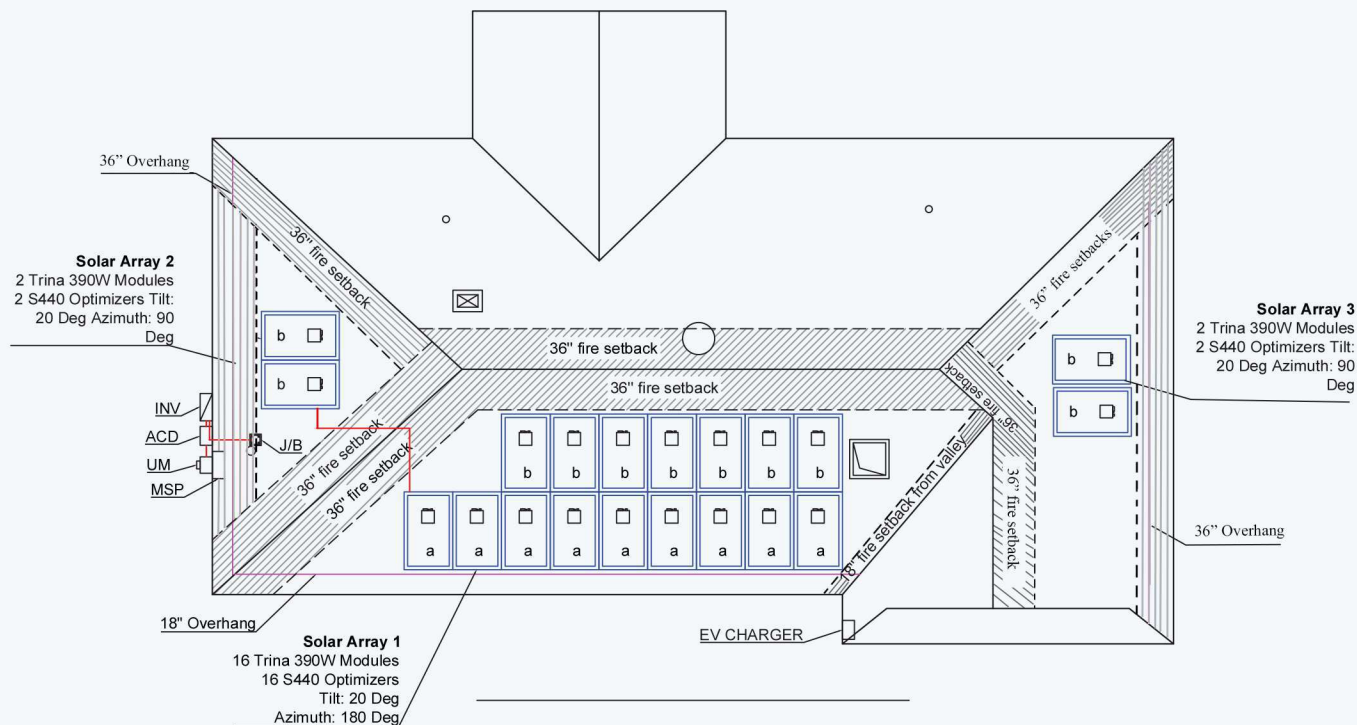 36” Overhang
36" fire setback
36" fire setbacks
Solar Array 2
2 Trina 390W Modules
2 S440 Optimizers Tilt:
20 Deg Azimuth: 90
Deg
Solar Array 3
2 Trina 390W Modules
2 S440 Optimizers Tilt:
20 Deg Azimuth: 90
Deg
b
b
b
b
36" fire setback
36" fire setback
36" fire setback
INV
ACD
UM
MSP
J/B
36" fire setback
36" fire setback
b b b b b b b
a a a a a a a a a
18" fire setback from valley
36" fire setback
36” Overhang
18" Overhang
EV CHARGER
Solar Array 1
16 Trina 390W Modules
16 S440 Optimizers
Tilt: 20 Deg
Azimuth: 180 Deg